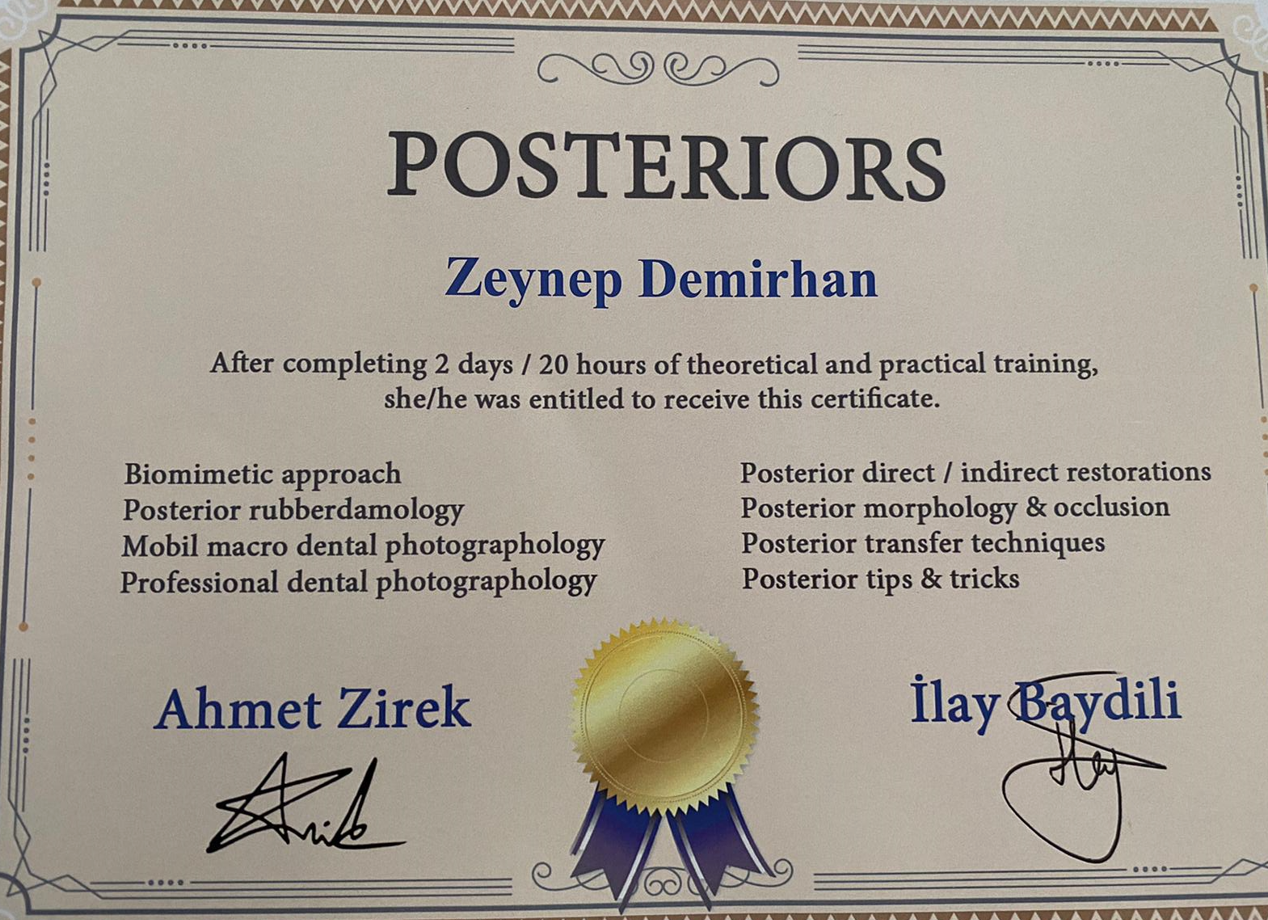 POSTERIORS
Zeynep Demirhan
After completing 2 days / 20 hours of theoretical and practical training,
she/he was entitled to receive this certificate.
Biomimetic approach
Posterior rubberdamology
Mobil macro dental photographology
Professional dental photographology
Posterior direct / indirect restorations
Posterior morphology & occlusion
Posterior transfer techniques
Posterior tips & tricks
Ahmet Zirek
İlay Baydili